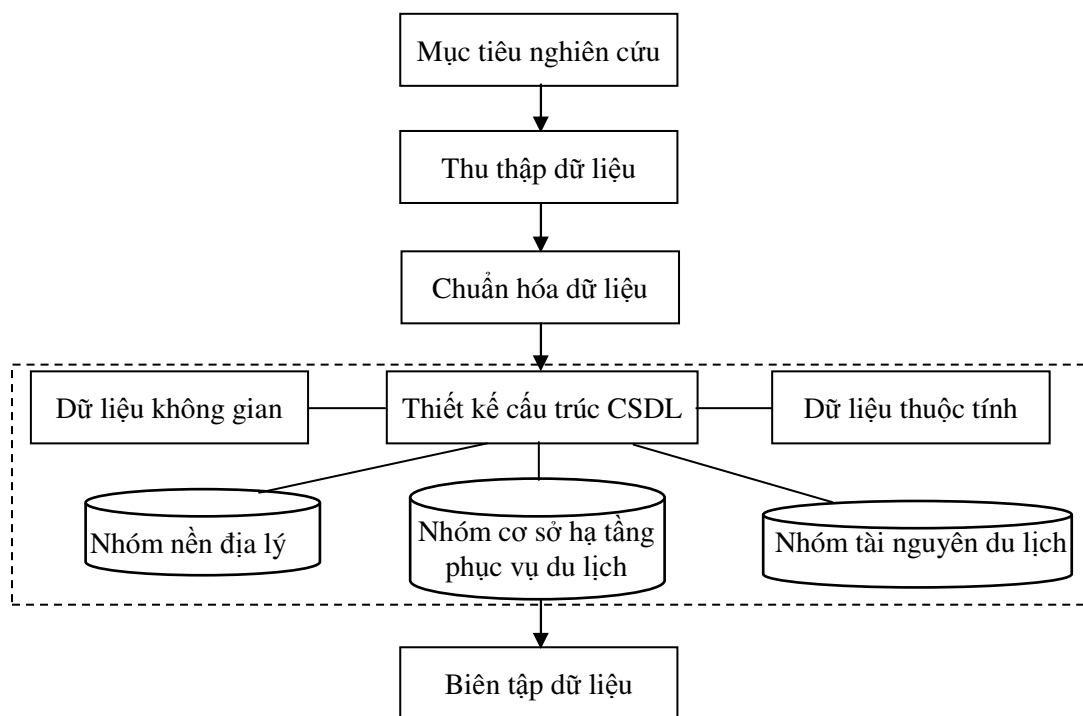 Mục tiêu nghiên cứu
Thu thập dữ liệu
Chuẩn hóa dữ liệu
Dữ liệu không gian
Thiết kế cấu trúc CSDL
Dữ liệu thuộc tính
Nhóm nền địa lý
Nhóm cơ sở hạ tầng
phục vụ du lịch
Nhóm tài nguyên du lịch
Biên tập dữ liệu